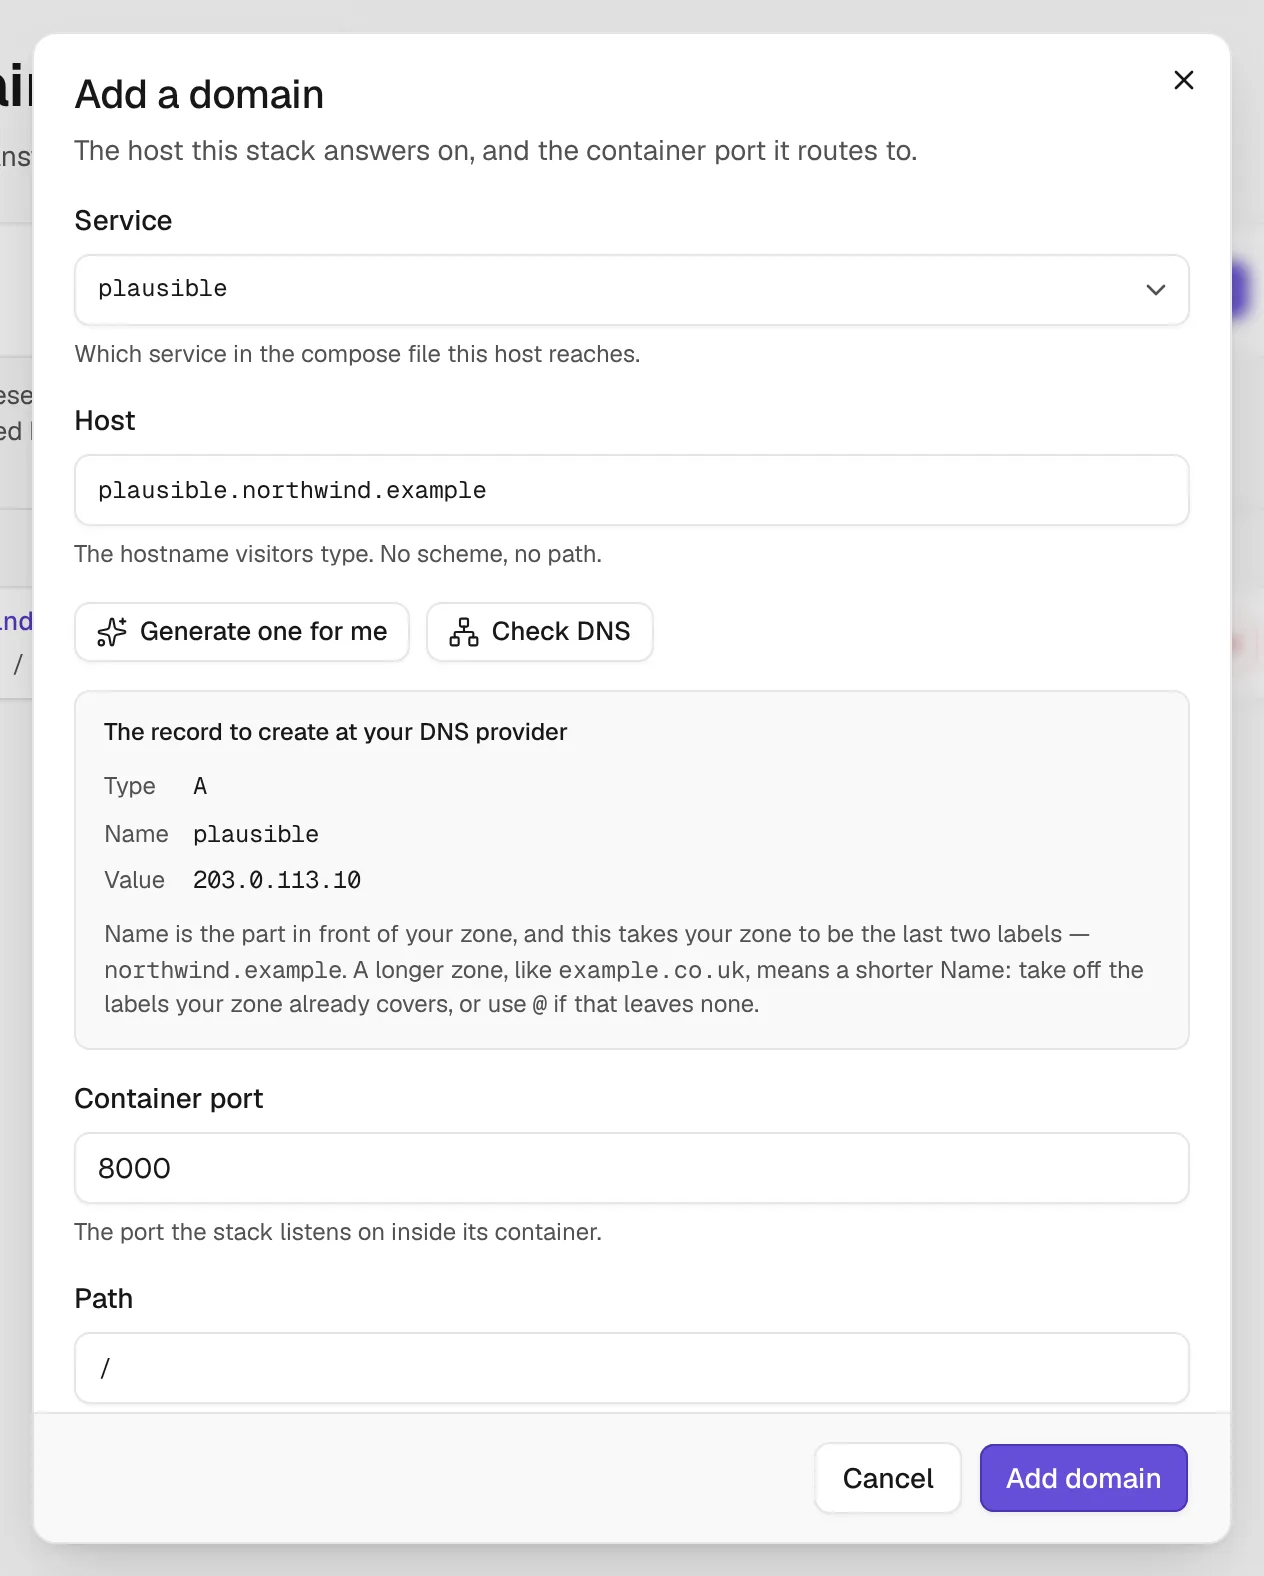 Add a domain
The host this stack answers on, and the container port it routes to.
Service
plausible
Which service in the compose file this host reaches.
Host
plausible.northwind.example
The hostname visitors type. No scheme, no path.
Generate one for me
Check DNS
The record to create at your DNS provider
Type A
Name plausible
Value 203.0.113.10
Name is the part in front of your zone, and this takes your zone to be the last two labels —
northwind.example. A longer zone, like example.co.uk, means a shorter Name: take off the
labels your zone already covers, or use @ if that leaves none.
Container port
8000
The port the stack listens on inside its container.
Path
/
Cancel
Add domain
/